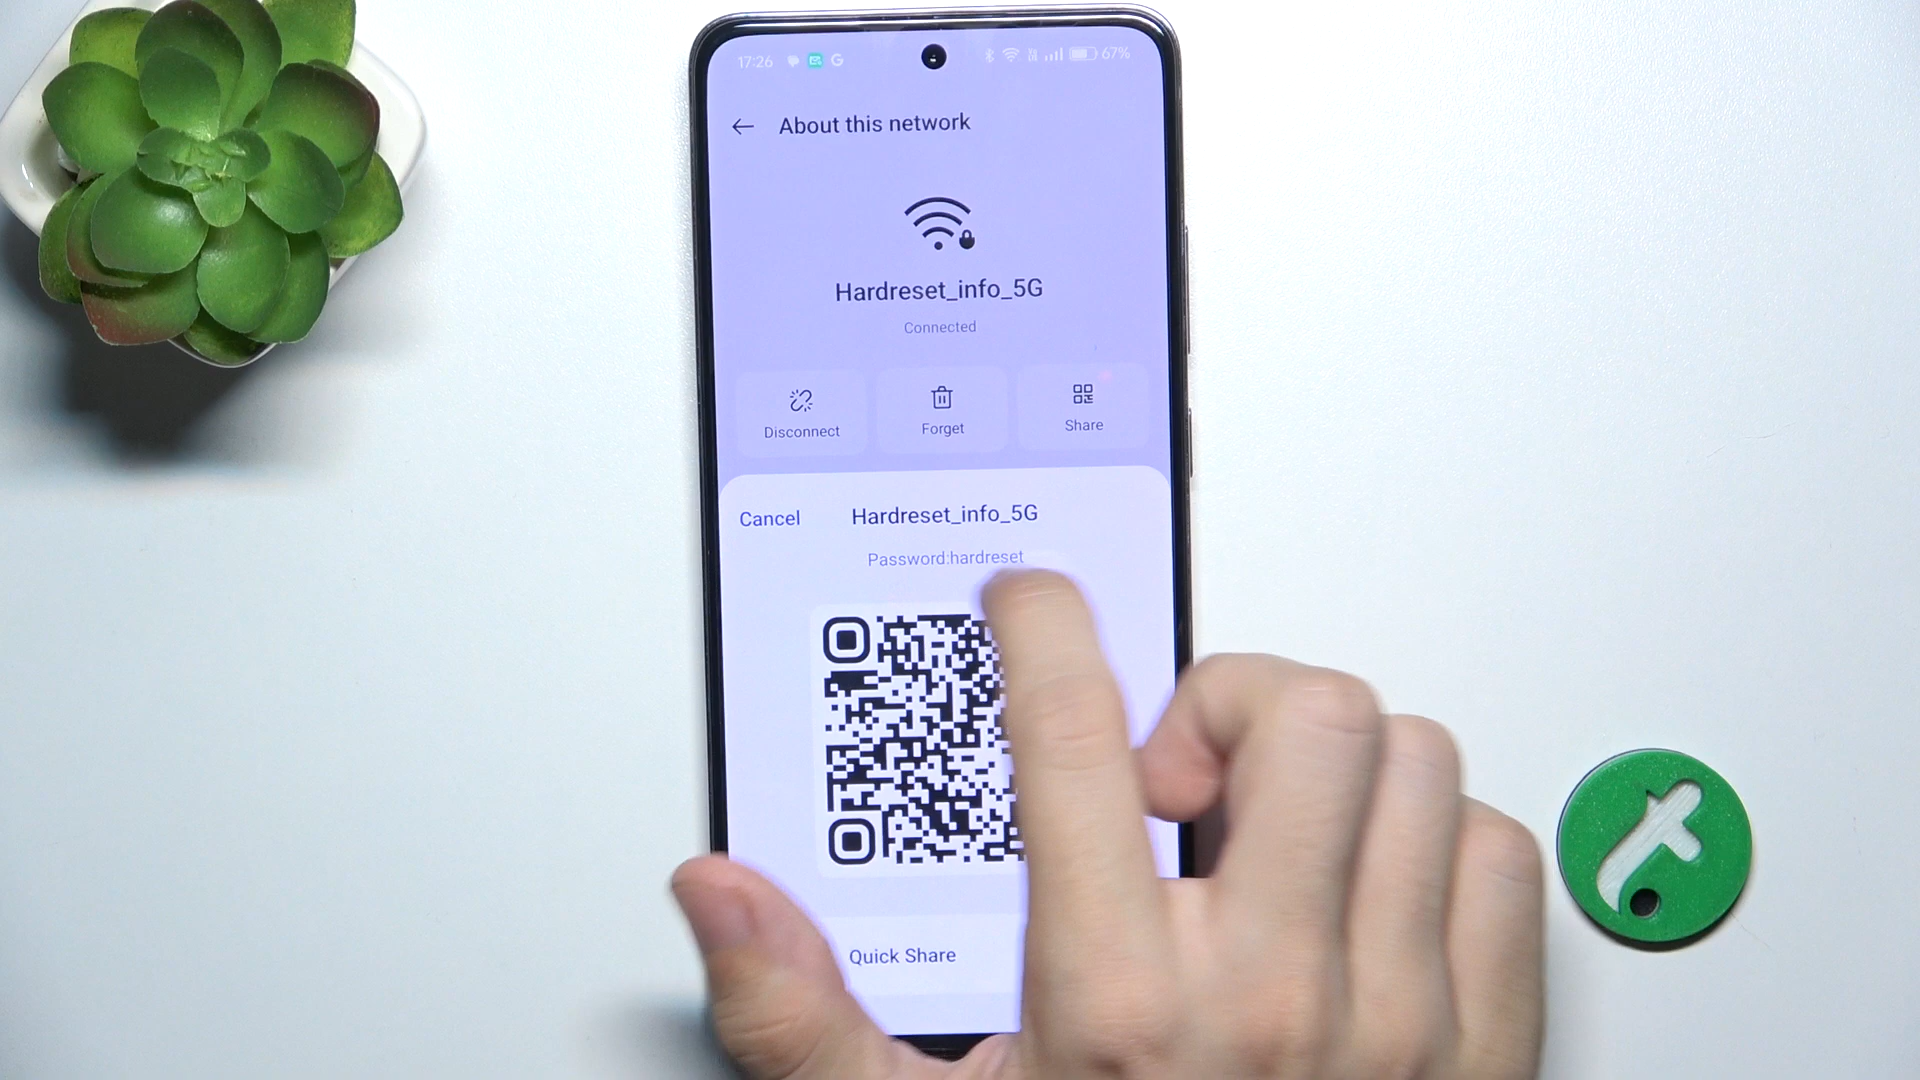 17:26 67%
About this network
Hardreset_info_5G
Connected
Disconnect Forget Share
Cancel Hardreset_info_5G
Password:hardreset
Quick Share